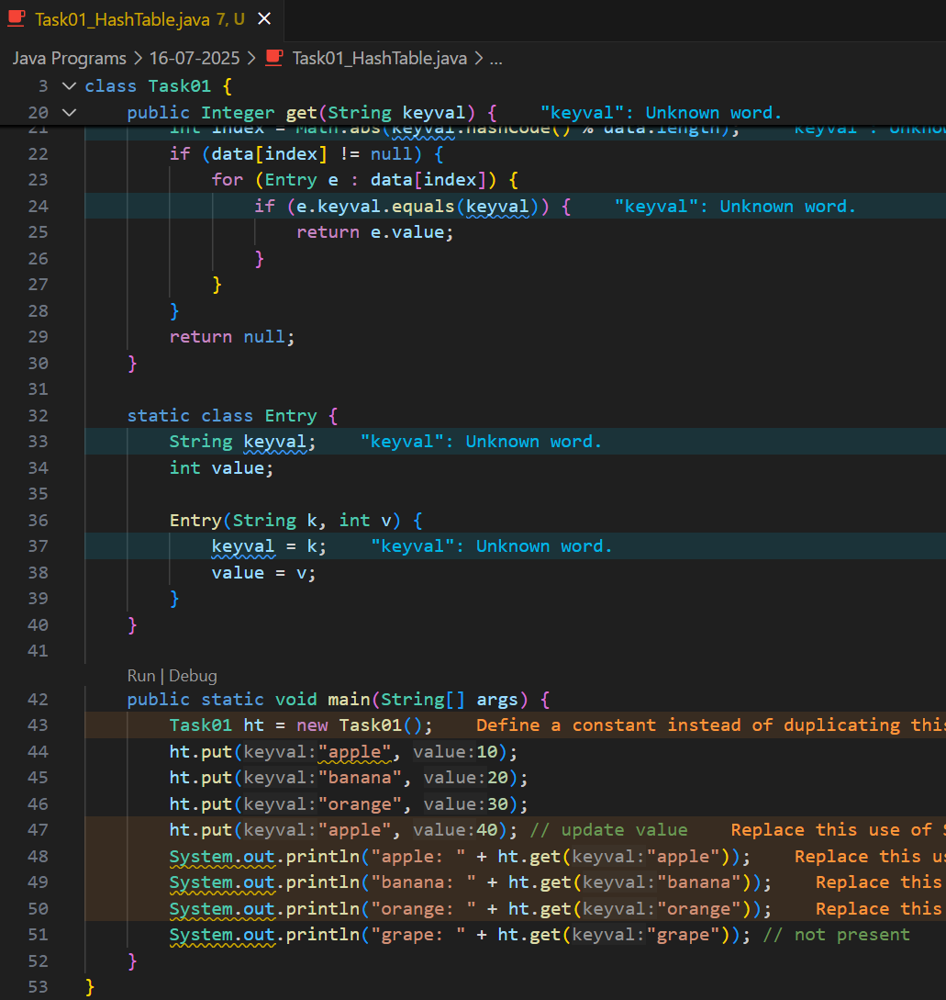 Task01_HashTable.java 7, U
Java Programs > 16-07-2025 > Task01_HashTable.java > ...
3 class Task01 {
20 public Integer get(String keyval) { "keyval": Unknown word.
21 int index = Math.abs(keyval.hashCode() % data.length); "keyval": Unknow
22 if (data[index] != null) {
23 for (Entry e : data[index]) {
24 if (e.keyval.equals(keyval)) { "keyval": Unknown word.
25 return e.value;
26 }
27 }
28 }
29 return null;
30 }
31
32 static class Entry {
33 String keyval; "keyval": Unknown word.
34 int value;
35
36 Entry(String k, int v) {
37 keyval = k; "keyval": Unknown word.
38 value = v;
39 }
40 }
41
Run | Debug
42 public static void main(String[] args) {
43 Task01 ht = new Task01(); Define a constant instead of duplicating this
44 ht.put(keyval:"apple", value:10);
45 ht.put(keyval:"banana", value:20);
46 ht.put(keyval:"orange", value:30);
47 ht.put(keyval:"apple", value:40); // update value Replace this use of S
48 System.out.println("apple: " + ht.get(keyval:"apple")); Replace this us
49 System.out.println("banana: " + ht.get(keyval:"banana")); Replace this
50 System.out.println("orange: " + ht.get(keyval:"orange")); Replace this
51 System.out.println("grape: " + ht.get(keyval:"grape")); // not present
52 }
53 }